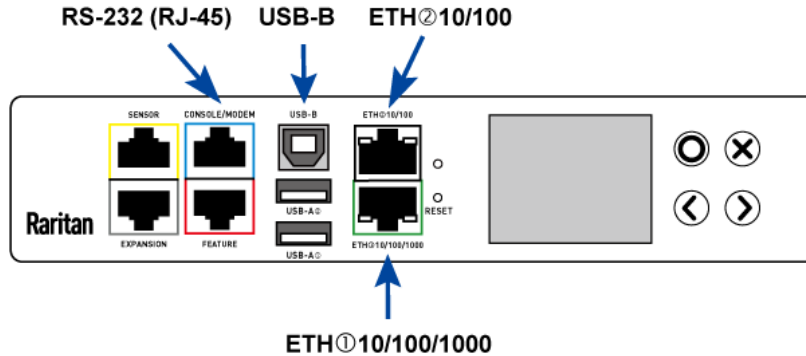 RS-232 (RJ-45) USB-B ETH②10/100
SENSOR CONSOLE/MODEM USB-B ETH②10/100
USB-A②
RESET
Raritan
EXPANSION FEATURE USB-A① ETH①10/100/1000
ETH①10/100/1000